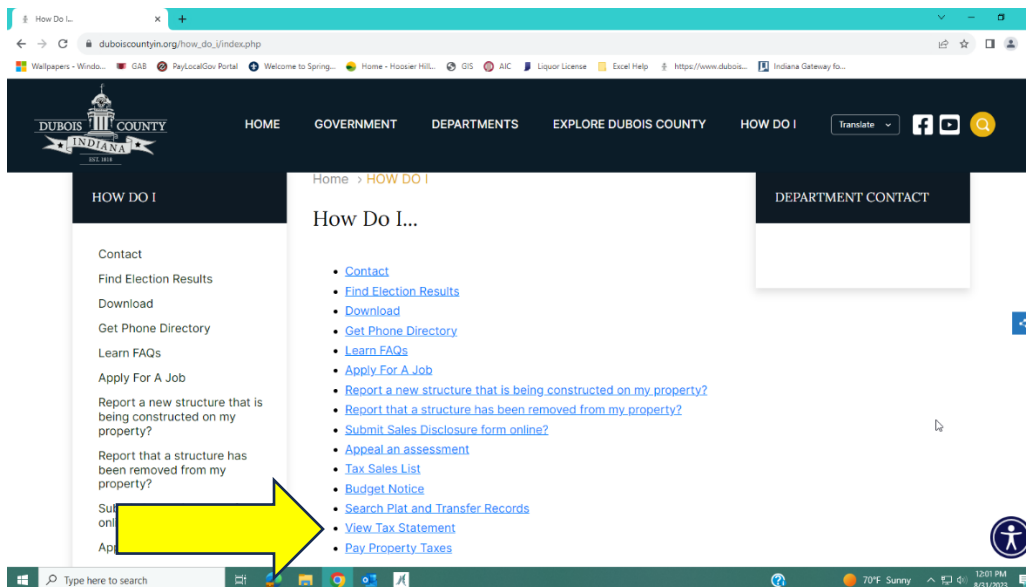 How Do I...
duboiscountyin.org/how_do_i/index.php
Wallpapers - Windo... GAB PayLocalGov Portal Welcome to Spring... Home - Hoosier Hill... GIS AIC Liquor License Excel Help https://www.dubois... Indiana Gateway fo...
DUBOIS COUNTY
INDIANA
EST. 1818
HOME GOVERNMENT DEPARTMENTS EXPLORE DUBOIS COUNTY HOW DO I Translate
HOW DO I
Contact
Find Election Results
Download
Get Phone Directory
Learn FAQs
Apply For A Job
Report a new structure that is
being constructed on my
property?
Report that a structure has
been removed from my
property?
Home > HOW DO I
How Do I...
Contact
Find Election Results
Download
Get Phone Directory
Learn FAQs
Apply For A Job
Report a new structure that is being constructed on my property?
Report that a structure has been removed from my property?
Submit Sales Disclosure form online?
Appeal an assessment
Tax Sales List
Budget Notice
Search Plat and Transfer Records
View Tax Statement
Pay Property Taxes
DEPARTMENT CONTACT
Type here to search
70°F Sunny
12:01 PM
8/31/2023